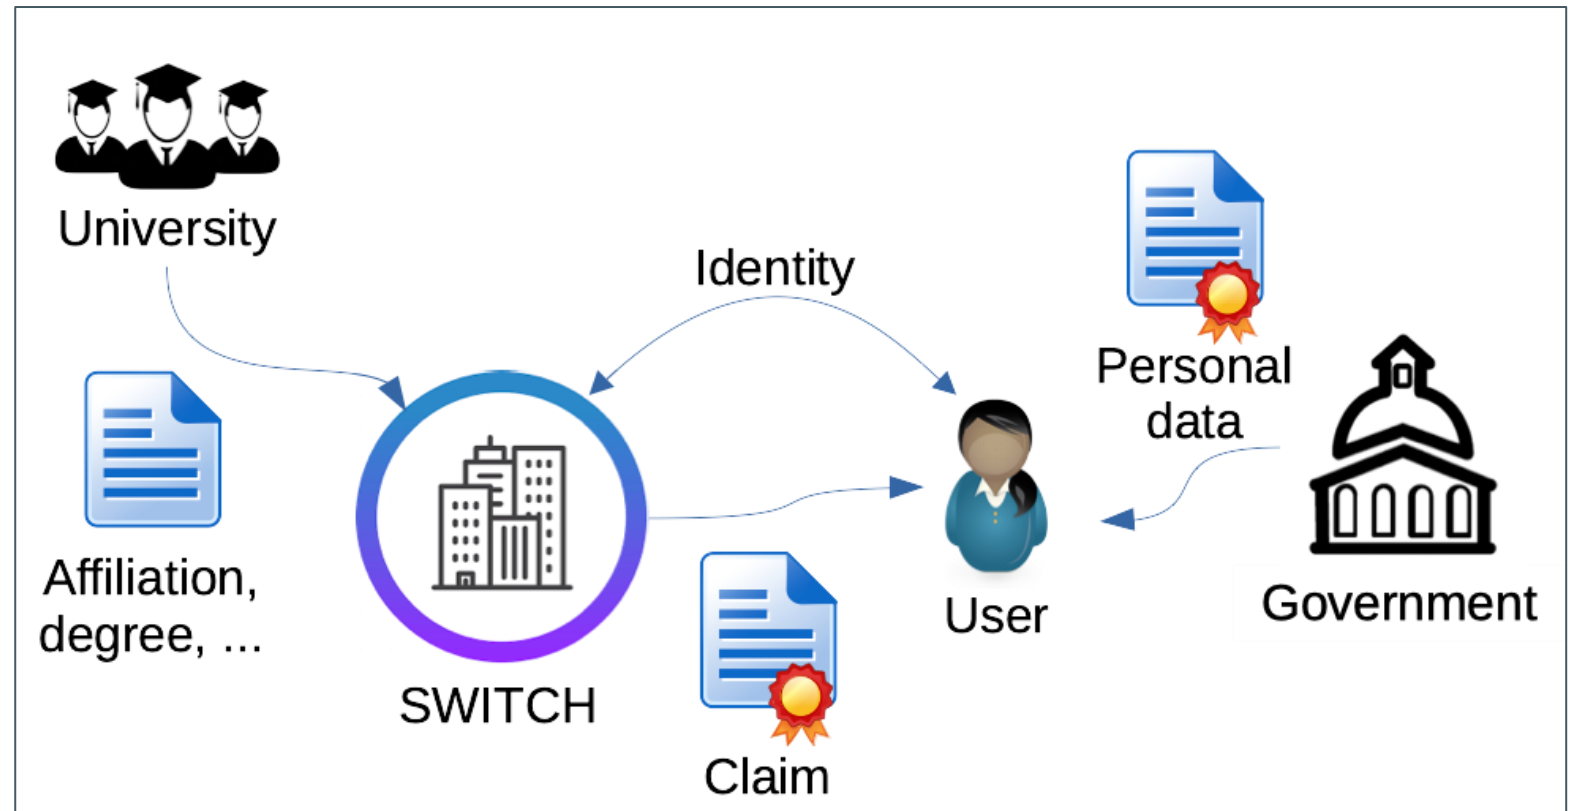 University
Identity
Personal
data
Affiliation,
degree, ...
SWITCH
Claim
User
Government